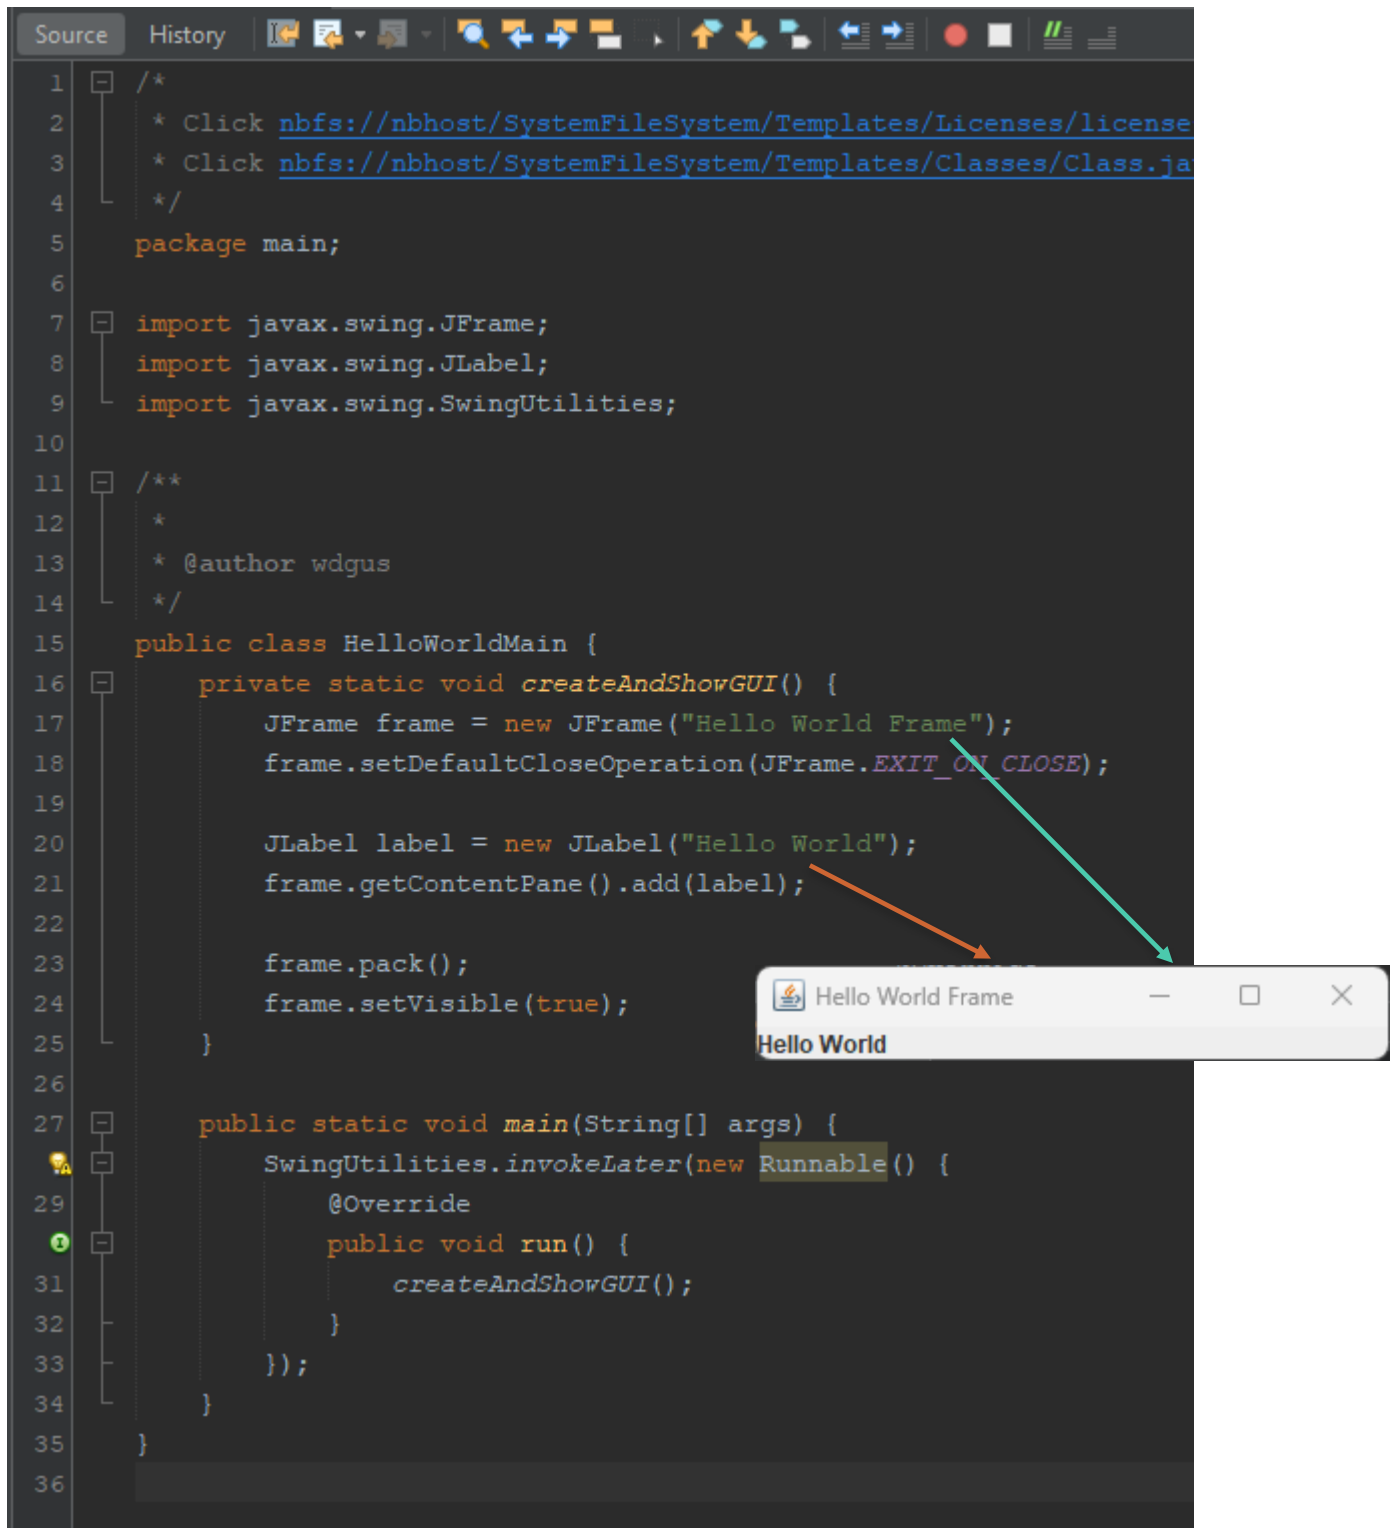 Source History
1 /*
2 * Click nbfs://nbhost/SystemFileSystem/Templates/Licenses/license
3 * Click nbfs://nbhost/SystemFileSystem/Templates/Classes/Class.ja
4 */
5 package main;
6
7 import javax.swing.JFrame;
8 import javax.swing.JLabel;
9 import javax.swing.SwingUtilities;
10
11 /**
12 *
13 * @author wdgus
14 */
15 public class HelloWorldMain {
16 private static void createAndShowGUI() {
17 JFrame frame = new JFrame("Hello World Frame");
18 frame.setDefaultCloseOperation(JFrame.EXIT_ON_CLOSE);
19
20 JLabel label = new JLabel("Hello World");
21 frame.getContentPane().add(label);
22
23 frame.pack();
24 frame.setVisible(true);
25 }
26
27 public static void main(String[] args) {
SwingUtilities.invokeLater(new Runnable() {
29 @Override
public void run() {
31 createAndShowGUI();
32 }
33 });
34 }
35 }
36
Hello World Frame
Hello World